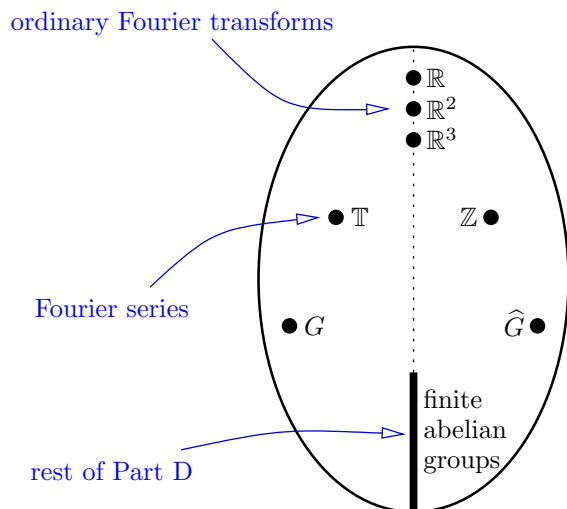 ordinary Fourier transforms
ℝ
ℝ²
ℝ³
𝕋
ℤ
Fourier series
G
Ĝ
finite
abelian
groups
rest of Part D